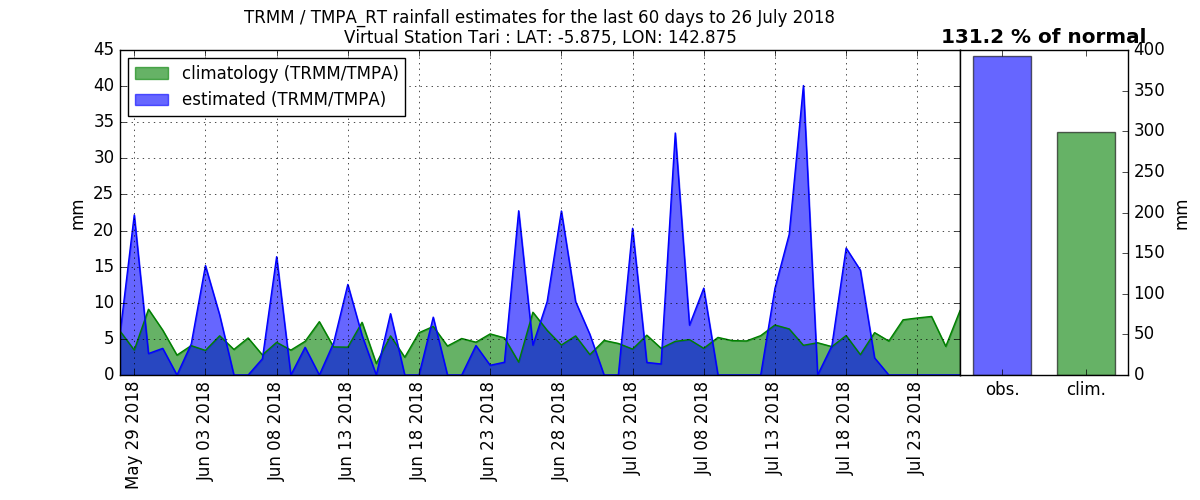 TRMM / TMPA_RT rainfall estimates for the last 60 days to 26 July 2018
Virtual Station Tari : LAT: -5.875, LON: 142.875
131.2 % of normal
climatology (TRMM/TMPA)
estimated (TRMM/TMPA)
45
40
35
30
25
20
15
10
5
0
mm
May 29 2018
Jun 03 2018
Jun 08 2018
Jun 13 2018
Jun 18 2018
Jun 23 2018
Jun 28 2018
Jul 03 2018
Jul 08 2018
Jul 13 2018
Jul 18 2018
Jul 23 2018
obs.
clim.
400
350
300
250
200
150
100
50
0
mm